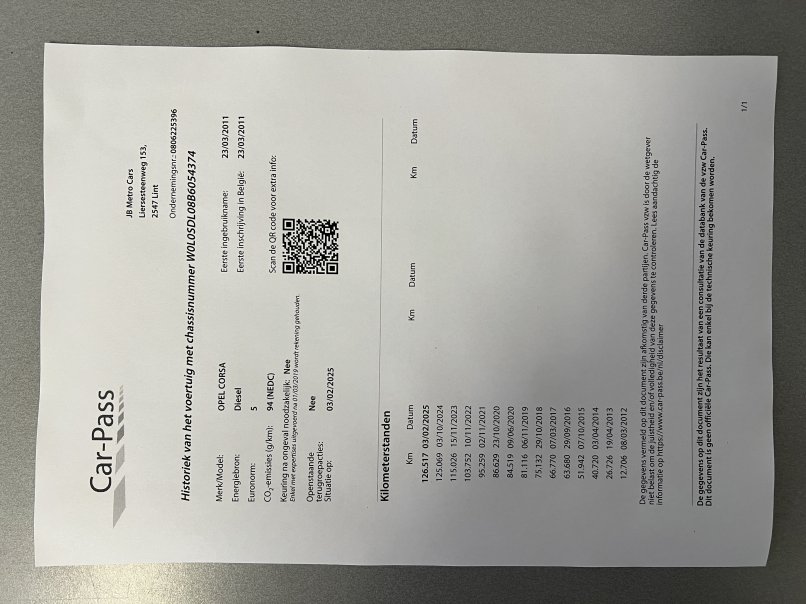 Car-Pass
JB Metro Cars
Liersesteenweg 153,
2547 Lint
Ondernemingsnr.: 0806225396
Historiek van het voertuig met chassisnummer W0L0SDL08B6054374
Merk/Model: OPEL CORSA
Eerste ingebruikname: 23/03/2011
Energiebron: Diesel
Eerste inschrijving in België: 23/03/2011
Euronorm: 5
CO2-emissies (g/km): 94 (NEDC)
Scan de QR code voor extra info:
Keuring na ongeval noodzakelijk: Nee
Enkel met expertises uitgevoerd na 01/03/2019 wordt rekening gehouden.
Openstaande Nee
terugroepacties:
Situatie op: 03/02/2025
Kilometerstanden
Km Datum Km Datum Km Datum
126.517 03/02/2025
125.069 03/10/2024
115.026 15/11/2023
103.752 10/11/2022
95.259 02/11/2021
86.629 23/10/2020
84.519 09/06/2020
81.116 06/11/2019
75.132 29/10/2018
66.770 07/03/2017
63.680 29/09/2016
51.942 07/10/2015
40.720 03/04/2014
26.726 19/04/2013
12.706 08/03/2012
De gegevens vermeld op dit document zijn afkomstig van derde partijen. Car-Pass vzw is door de wetgever
niet belast om de juistheid en/of volledigheid van deze gegevens te controleren. Lees aandachtig de
informatie op https://www.car-pass.be/nl/disclaimer
De gegevens op dit document zijn het resultaat van een consultatie van de databank van de vzw Car-Pass.
Dit document is geen officiële Car-Pass. Die kan enkel bij de technische keuring bekomen worden.
1/1